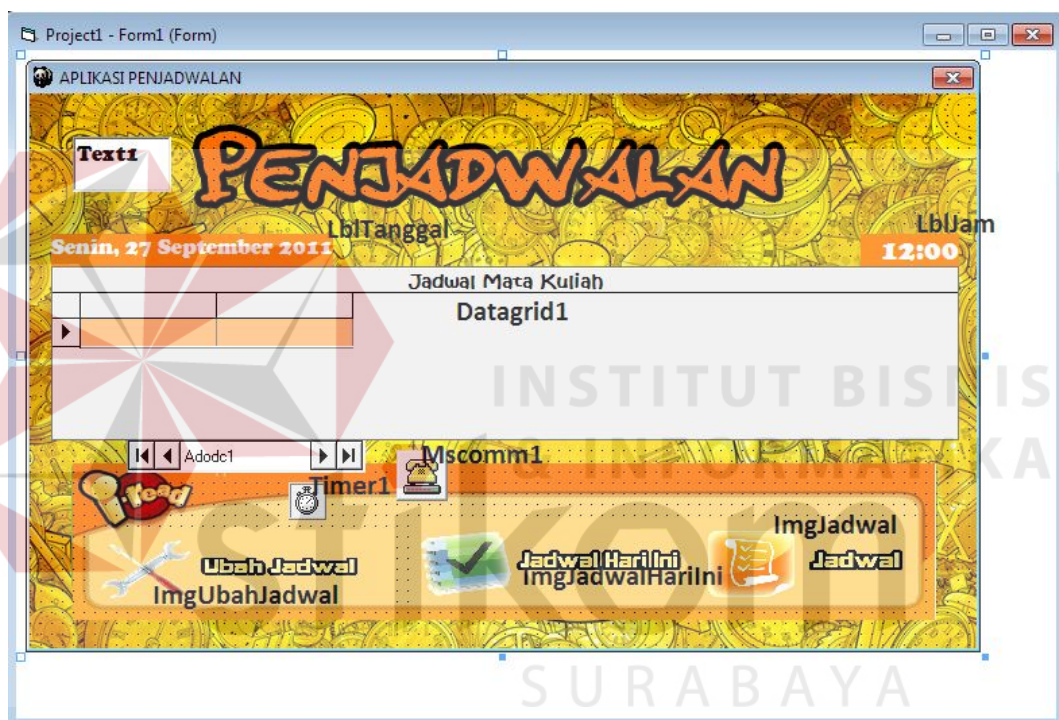 Project1 - Form1 (Form)
APLIKASI PENJADWALAN
Text1
PENJADWALAN
LblTanggal
LblJam
Senin, 27 September 2011
12:00
Jadwal Mata Kuliah
Datagrid1
INSTITUT BISNIS
& INFORMATIKA
Adodc1
Mscomm1
Timer1
stikom
ImgJadwal
Ubah Jadwal
Jadwal Hari Ini
Jadwal
ImgJadwalHariIni
ImgUbahJadwal
SURABAYA